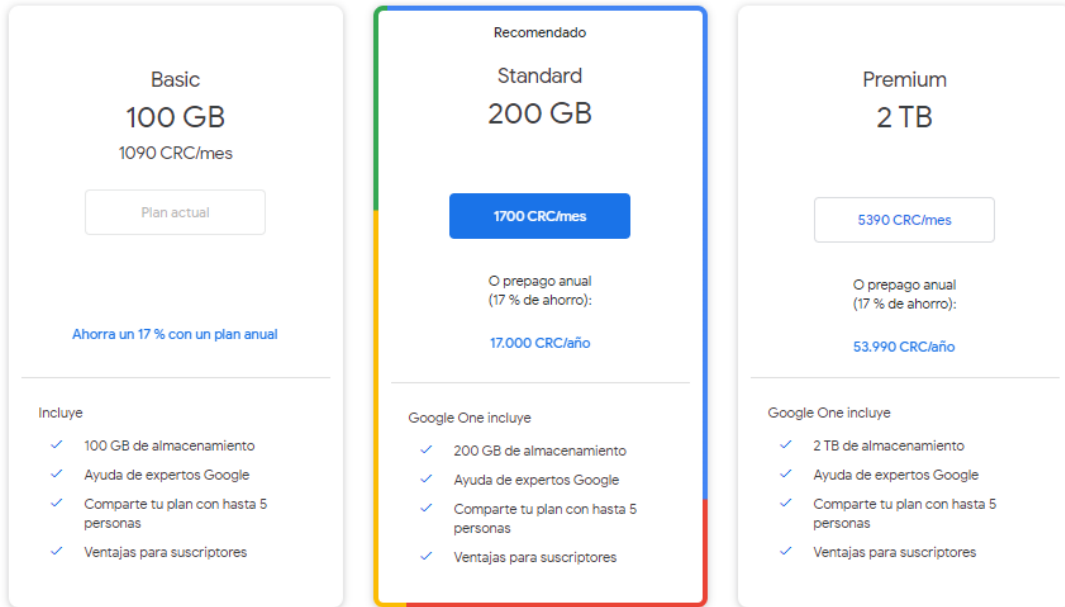 Basic
100 GB
1090 CRC/mes
Plan actual
Ahorra un 17 % con un plan anual
Incluye
100 GB de almacenamiento
Ayuda de expertos Google
Comparte tu plan con hasta 5
personas
Ventajas para suscriptores
Recomendado
Standard
200 GB
1700 CRC/mes
O prepago anual
(17 % de ahorro):
17.000 CRC/año
Google One incluye
200 GB de almacenamiento
Ayuda de expertos Google
Comparte tu plan con hasta 5
personas
Ventajas para suscriptores
Premium
2 TB
5390 CRC/mes
O prepago anual
(17 % de ahorro):
53.990 CRC/año
Google One incluye
2 TB de almacenamiento
Ayuda de expertos Google
Comparte tu plan con hasta 5
personas
Ventajas para suscriptores